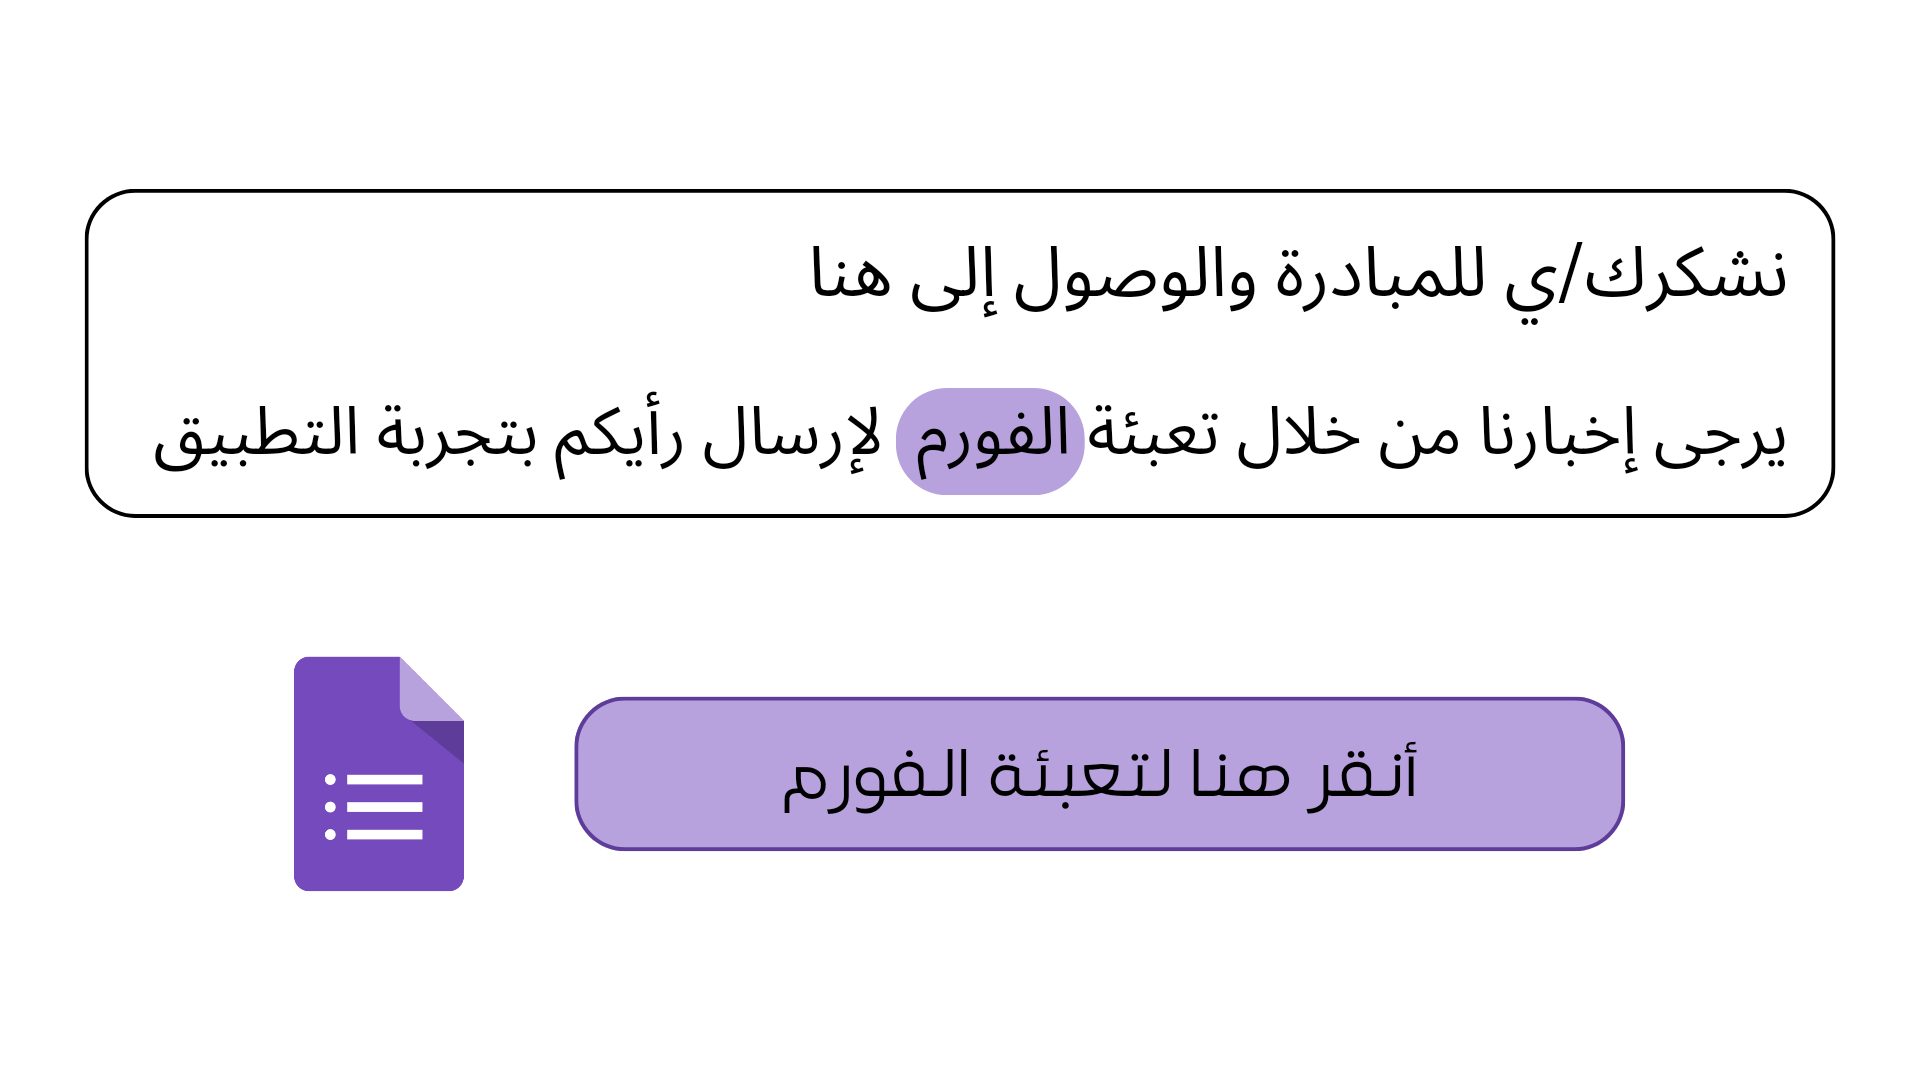 نشكرك/ي للمبادرة والوصول إلى هنا
يرجى إخبارنا من خلال تعبئة الفورم لإرسال رأيكم بتجربة التطبيق
أنقر هنا لتعبئة الفورم